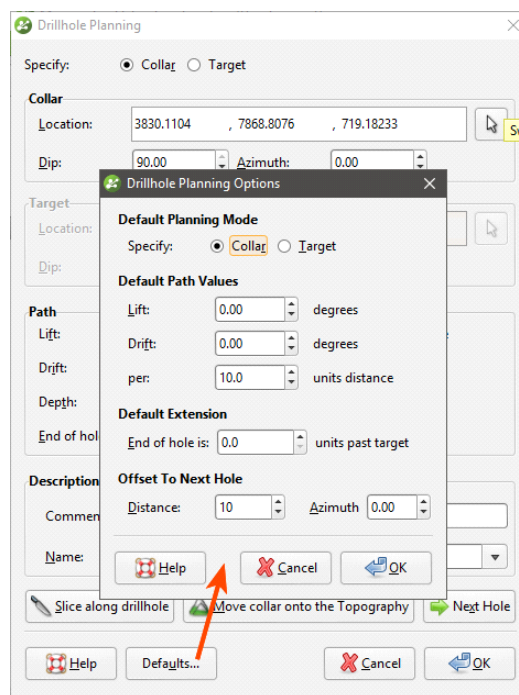 Drillhole Planning
Specify: Collar Target
Collar
Location: 3830.1104 , 7868.8076 , 719.18233
Dip: 90.00 Azimuth: 0.00
Drillhole Planning Options
Target
Location:
Dip:
Default Planning Mode
Specify: Collar Target
Default Path Values
Path
Lift:
Lift: 0.00 degrees
Drift:
Drift: 0.00 degrees
Depth:
per: 10.0 units distance
Default Extension
End of hol
End of hole is: 0.0 units past target
Description
Offset To Next Hole
Commen
Distance: 10 Azimuth 0.00
Name:
Help Cancel OK
Slice along drillhole Move collar onto the Topography Next Hole
Help Defaults... Cancel OK